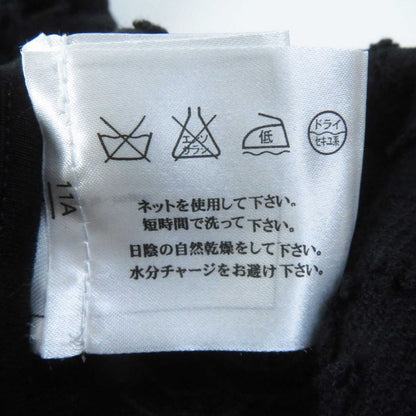 エンソ
サラシ
低
ドライ
セキユ系
ネットを使用して下さい。
短時間で洗って下さい。
日陰の自然乾燥をして下さい。
水分チャージをお避け下さい。
11A